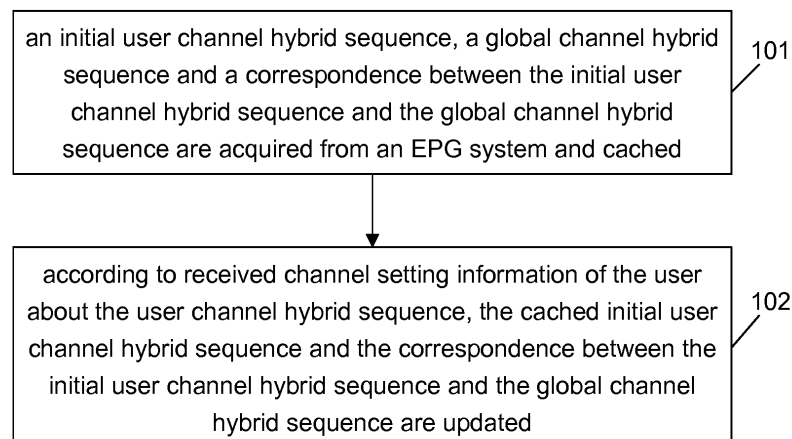 an initial user channel hybrid sequence, a global channel hybrid
sequence and a correspondence between the initial user
channel hybrid sequence and the global channel hybrid
sequence are acquired from an EPG system and cached
101
according to received channel setting information of the user
about the user channel hybrid sequence, the cached initial user
channel hybrid sequence and the correspondence between the
initial user channel hybrid sequence and the global channel
hybrid sequence are updated
102